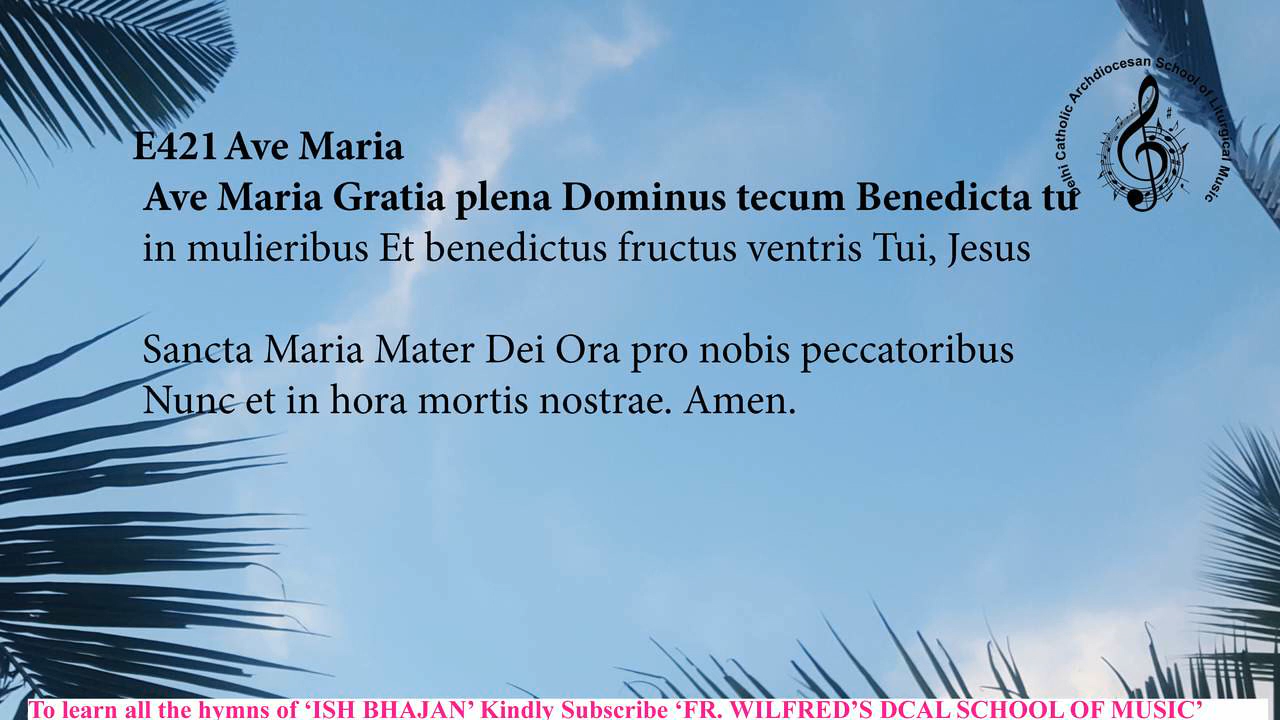 Delhi Catholic Archdiocesan School of Liturgical Music
E421 Ave Maria
Ave Maria Gratia plena Dominus tecum Benedicta tu
in mulieribus Et benedictus fructus ventris Tui, Jesus
Sancta Maria Mater Dei Ora pro nobis peccatoribus
Nunc et in hora mortis nostrae. Amen.
To learn all the hymns of ‘ISH BHAJAN’ Kindly Subscribe ‘FR. WILFRED’S DCAL SCHOOL OF MUSIC’